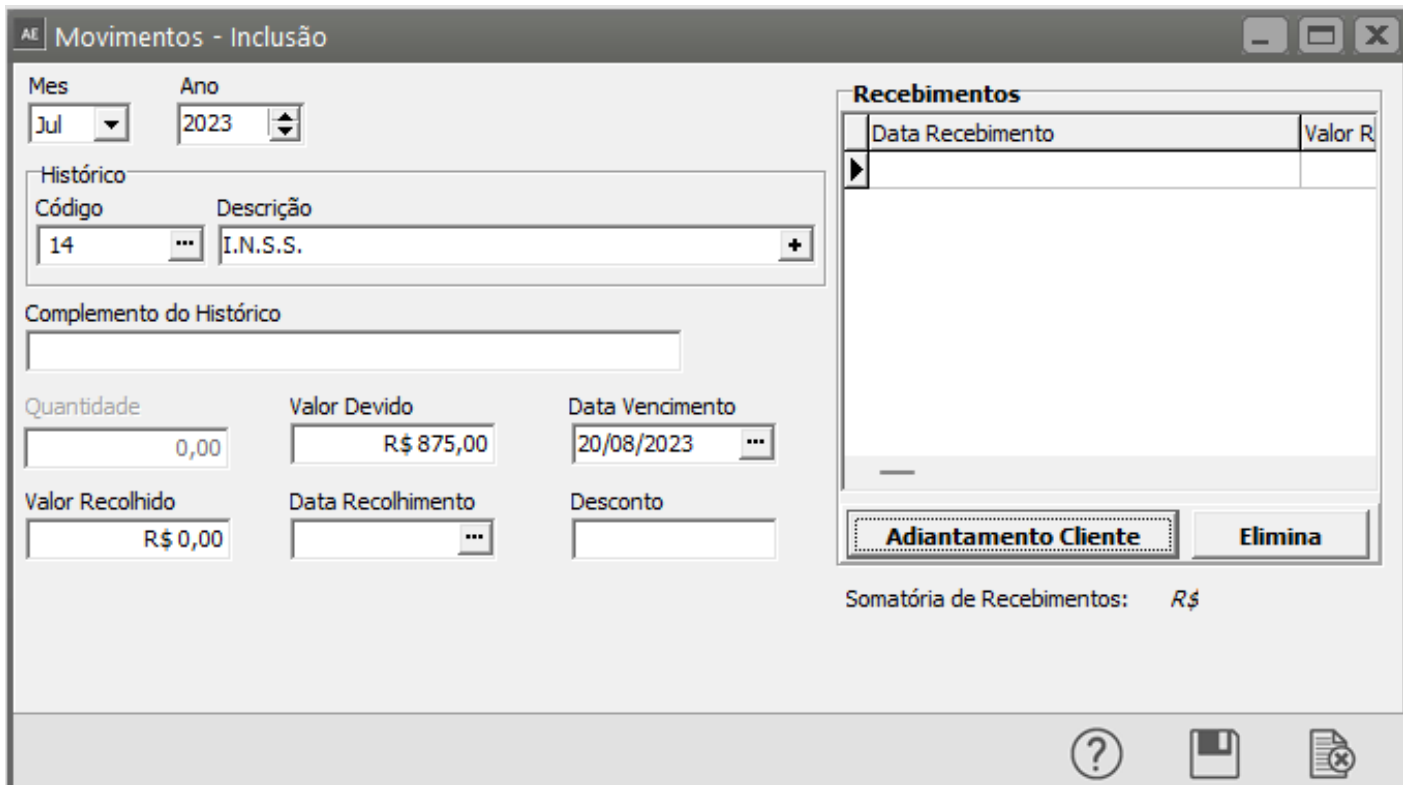 AE Movimentos - Inclusão
Mes Ano
Jul 2023
Histórico
Código Descrição
14 ... I.N.S.S. +
Complemento do Histórico
Quantidade Valor Devido Data Vencimento
0,00 R$ 875,00 20/08/2023 ...
Valor Recolhido Data Recolhimento Desconto
R$ 0,00 ...
Recebimentos
Data Recebimento Valor R
Adiantamento Cliente Elimina
Somatória de Recebimentos: R$
?